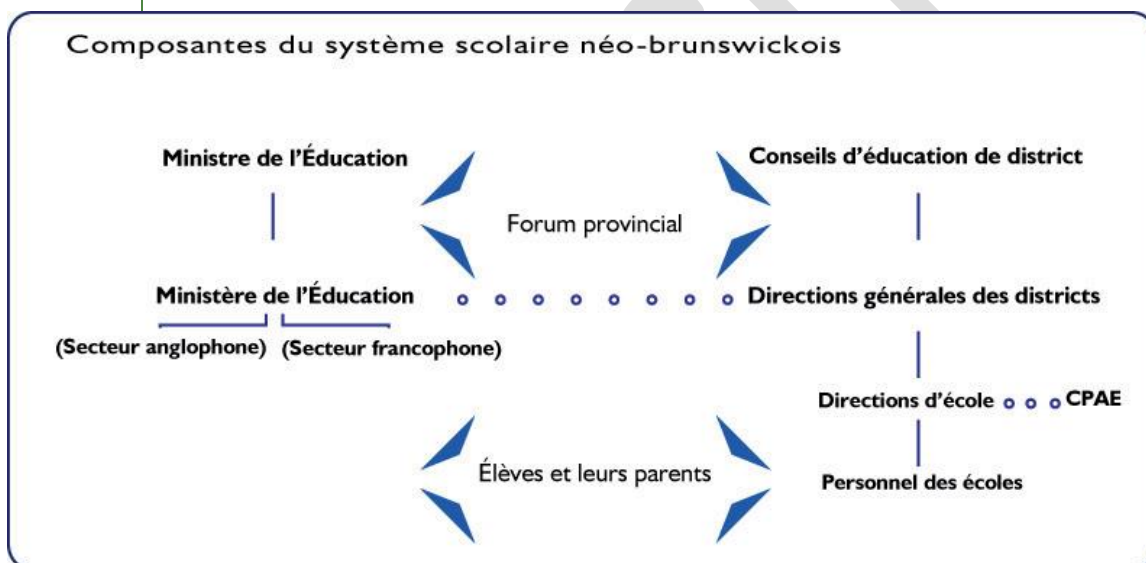 Composantes du système scolaire néo-brunswickois
Ministre de l'Éducation
Conseils d'éducation de district
Forum provincial
Ministère de l'Éducation
Directions générales des districts
(Secteur anglophone) (Secteur francophone)
Directions d'école
CPAE
Élèves et leurs parents
Personnel des écoles